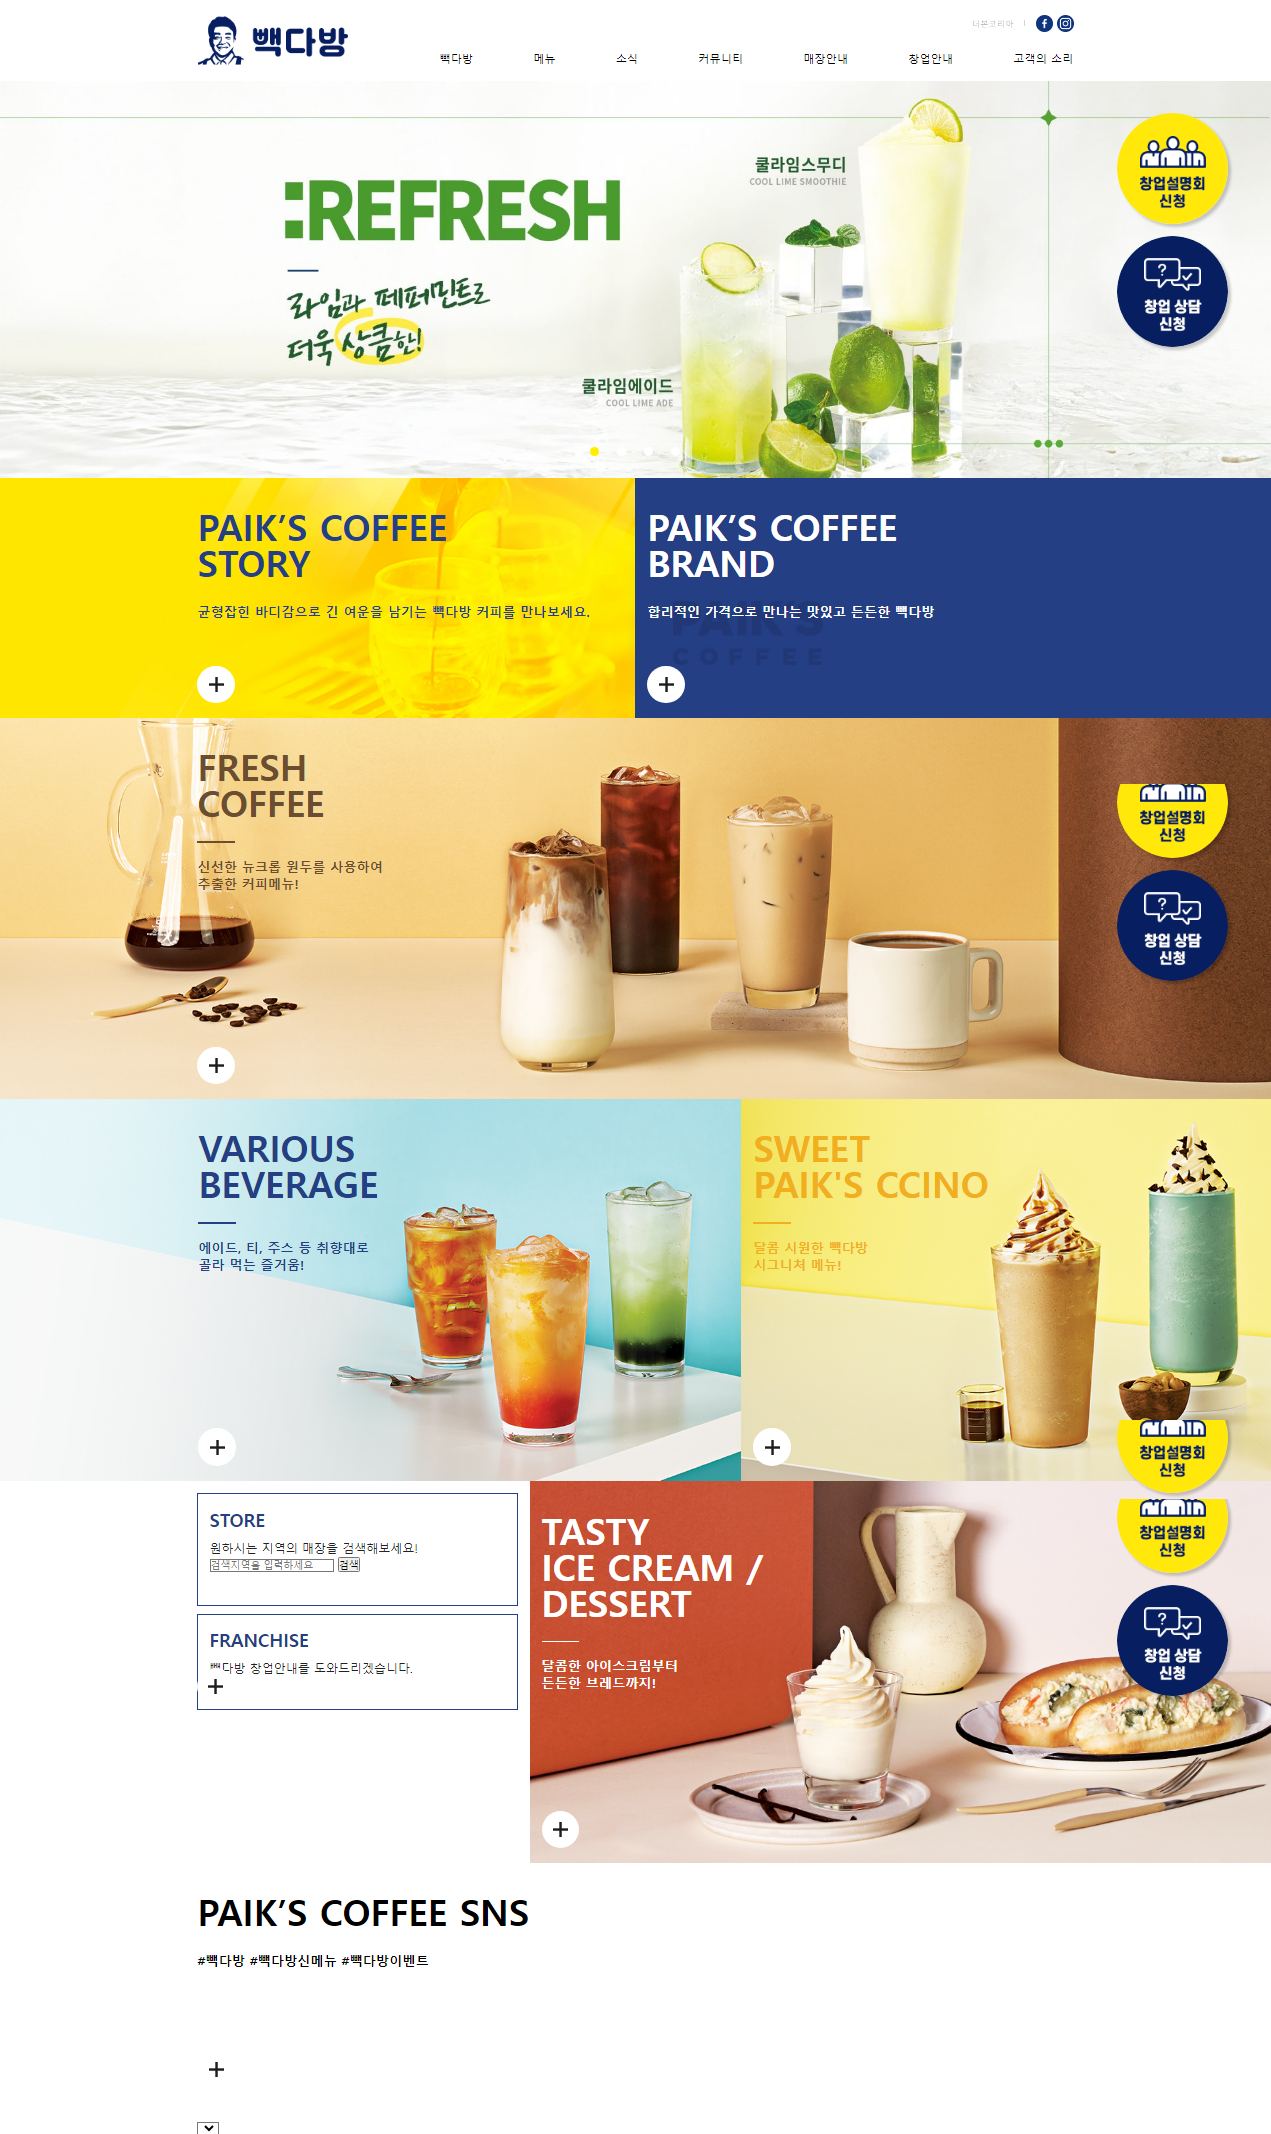 빽다방
더본코리아
빽다방
메뉴
소식
커뮤니티
매장안내
창업안내
고객의 소리
:REFRESH
라임과 페퍼민트로
더욱 상큼한!
쿨라임스무디
COOL LIME SMOOTHIE
쿨라임에이드
COOL LIME ADE
창업설명회
신청
창업 상담
신청
PAIK’S COFFEE
STORY
균형잡힌 바디감으로 긴 여운을 남기는 빽다방 커피를 만나보세요.
PAIK’S COFFEE
BRAND
합리적인 가격으로 만나는 맛있고 든든한 빽다방
PAIK'S
COFFEE
FRESH
COFFEE
신선한 뉴크롭 원두를 사용하여
추출한 커피메뉴!
창업설명회
신청
창업 상담
신청
VARIOUS
BEVERAGE
에이드, 티, 주스 등 취향대로
골라 먹는 즐거움!
SWEET
PAIK'S CCINO
달콤 시원한 빽다방
시그니처 메뉴!
창업설명회
신청
STORE
원하시는 지역의 매장을 검색해보세요!
검색지역을 입력하세요
검색
FRANCHISE
빽다방 창업안내를 도와드리겠습니다.
TASTY
ICE CREAM /
DESSERT
달콤한 아이스크림부터
든든한 브레드까지!
창업설명회
신청
창업 상담
신청
PAIK’S COFFEE SNS
#빽다방 #빽다방신메뉴 #빽다방이벤트